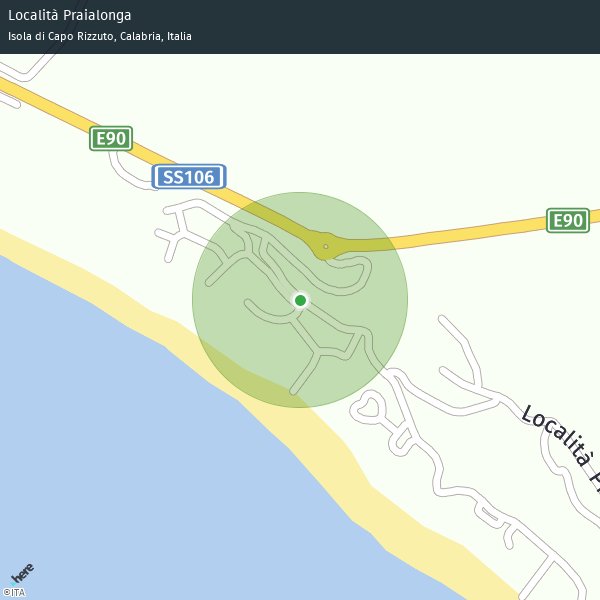 Località Praialonga
Isola di Capo Rizzuto, Calabria, Italia
E90
SS106
E90
Località P
here
©ITA